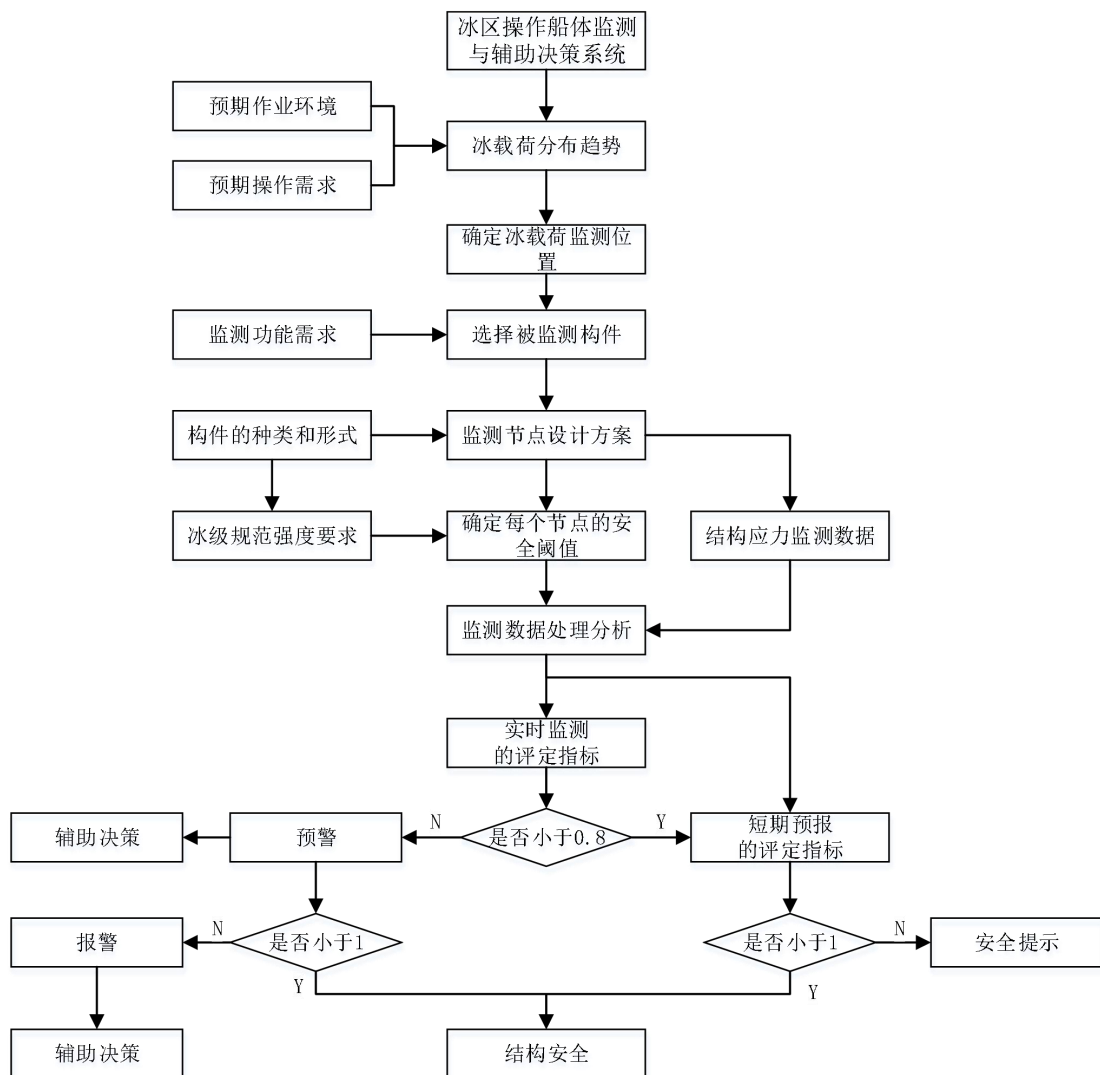 冰区操作船体监测
与辅助决策系统
预期作业环境
冰载荷分布趋势
预期操作需求
确定冰载荷监测位
置
监测功能需求
选择被监测构件
构件的种类和形式
监测节点设计方案
冰级规范强度要求
确定每个节点的安
全阈值
结构应力监测数据
监测数据处理分析
实时监测
的评定指标
辅助决策
预警
N
是否小于0.8
Y
短期预报
的评定指标
报警
N
是否小于1
是否小于1
N
安全提示
Y
Y
辅助决策
结构安全